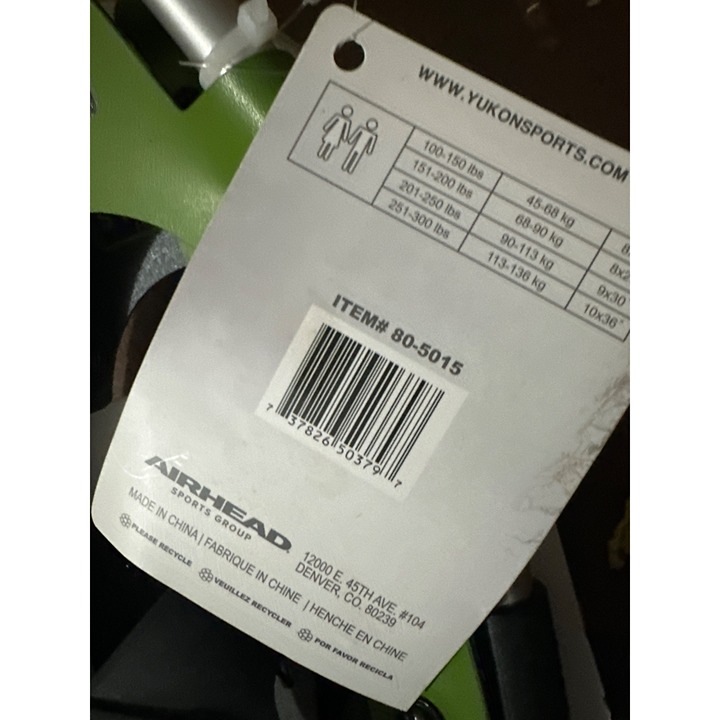 WWW.YUKONSPORTS.COM
100-150 lbs 45-68 kg
151-200 lbs 68-90 kg
201-250 lbs 90-113 kg 9x30
251-300 lbs 113-136 kg 10x36"
ITEM# 80-5015
7 37826 50379 7
AIRHEAD
SPORTS GROUP
12000 E. 45TH AVE, #104
DENVER, CO. 80239
MADE IN CHINA | FABRIQUE IN CHINE | HENCHE EN CHINE
PLEASE RECYCLE VEUILLEZ RECYCLER POR FAVOR RECICLA